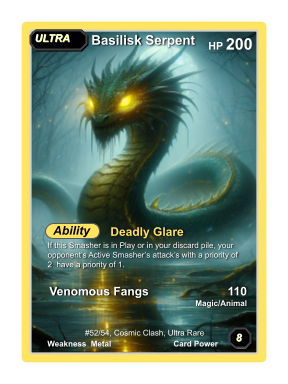 ULTRA Basilisk Serpent HP 200
Ability Deadly Glare
If this Smasher is in Play or in your discard pile, your
opponent's Active Smasher's attack's with a priority of
2 have a priority of 1.
Venomous Fangs 110
Magic/Animal
#52/54, Cosmic Clash, Ultra Rare
Weakness Metal Card Power 8